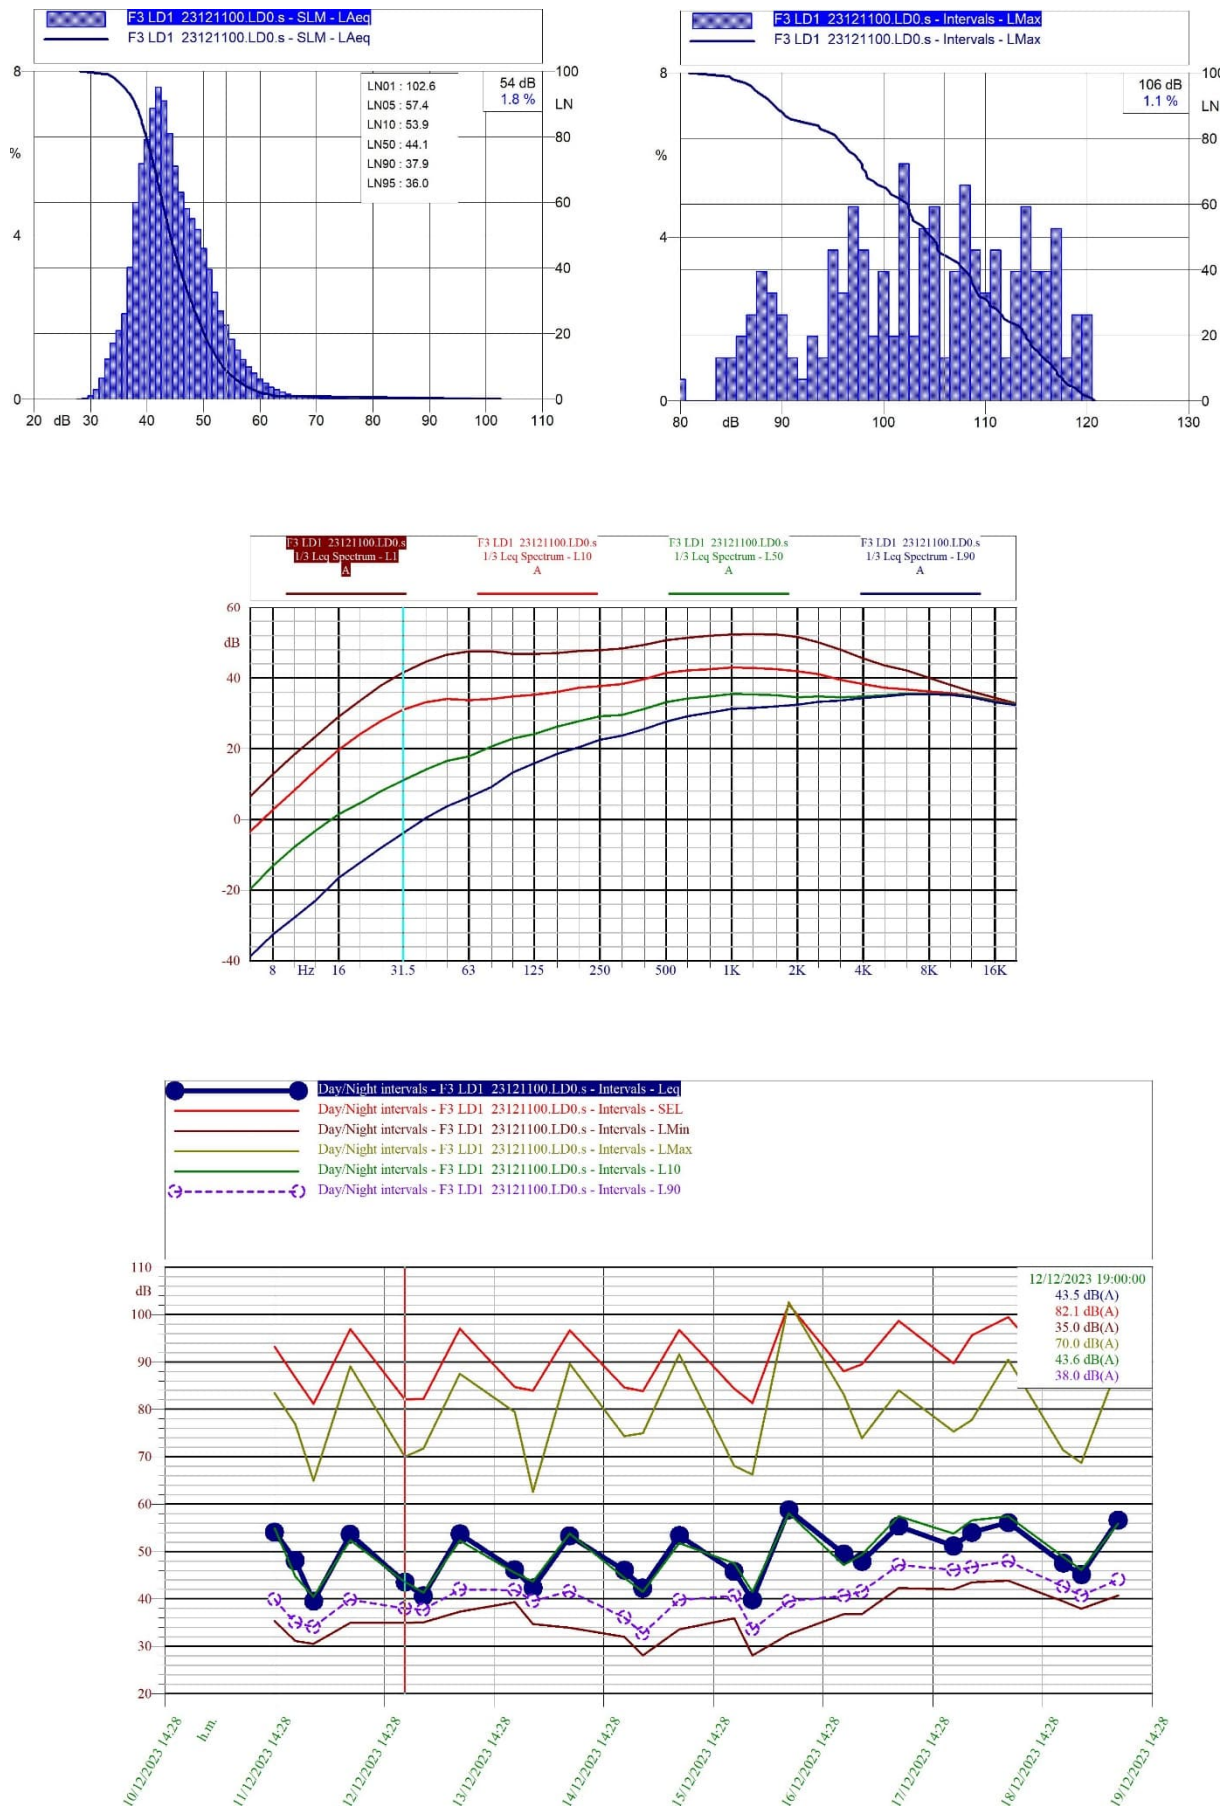 F3 LD1 23121100.LD0.s - SLM - LAeq
F3 LD1 23121100.LD0.s - SLM - LAeq
8
4
0
%
100
LN
80
60
40
20
0
LN01 : 102.6
LN05 : 57.4
LN10 : 53.9
LN50 : 44.1
LN90 : 37.9
LN95 : 36.0
54 dB
1.8 %
20 dB 30 40 50 60 70 80 90 100 110
F3 LD1 23121100.LD0.s - Intervals - LMax
F3 LD1 23121100.LD0.s - Intervals - LMax
8
%
4
0
106 dB
1.1 %
LN
80
60
40
20
0
80 dB 90 100 110 120 130
F3 LD1 23121100.LD0.s
1/3 Leq Spectrum - L1
A
F3 LD1 23121100.LD0.s
1/3 Leq Spectrum - L10
A
F3 LD1 23121100.LD0.s
1/3 Leq Spectrum - L50
A
F3 LD1 23121100.LD0.s
1/3 Leq Spectrum - L90
A
60
dB
40
20
0
-20
-40
8 Hz 16 31.5 63 125 250 500 1K 2K 4K 8K 16K
Day/Night intervals - F3 LD1 23121100.LD0.s - Intervals - Leq
Day/Night intervals - F3 LD1 23121100.LD0.s - Intervals - SEL
Day/Night intervals - F3 LD1 23121100.LD0.s - Intervals - LMin
Day/Night intervals - F3 LD1 23121100.LD0.s - Intervals - LMax
Day/Night intervals - F3 LD1 23121100.LD0.s - Intervals - L10
Day/Night intervals - F3 LD1 23121100.LD0.s - Intervals - L90
110
dB
100
90
80
70
60
50
40
30
20
12/12/2023 19:00:00
43.5 dB(A)
82.1 dB(A)
35.0 dB(A)
70.0 dB(A)
43.6 dB(A)
38.0 dB(A)
10/12/2023 14:28
h.m.
11/12/2023 14:28
12/12/2023 14:28
13/12/2023 14:28
14/12/2023 14:28
15/12/2023 14:28
16/12/2023 14:28
17/12/2023 14:28
18/12/2023 14:28
19/12/2023 14:28